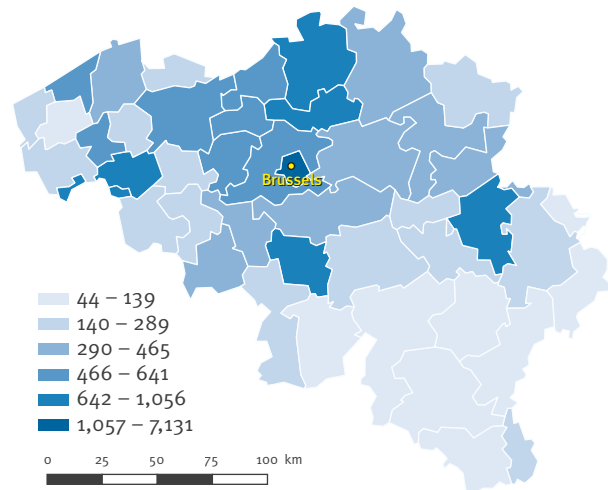 Brussels
44 – 139
140 – 289
290 – 465
466 – 641
642 – 1,056
1,057 – 7,131
0 25 50 75 100 km